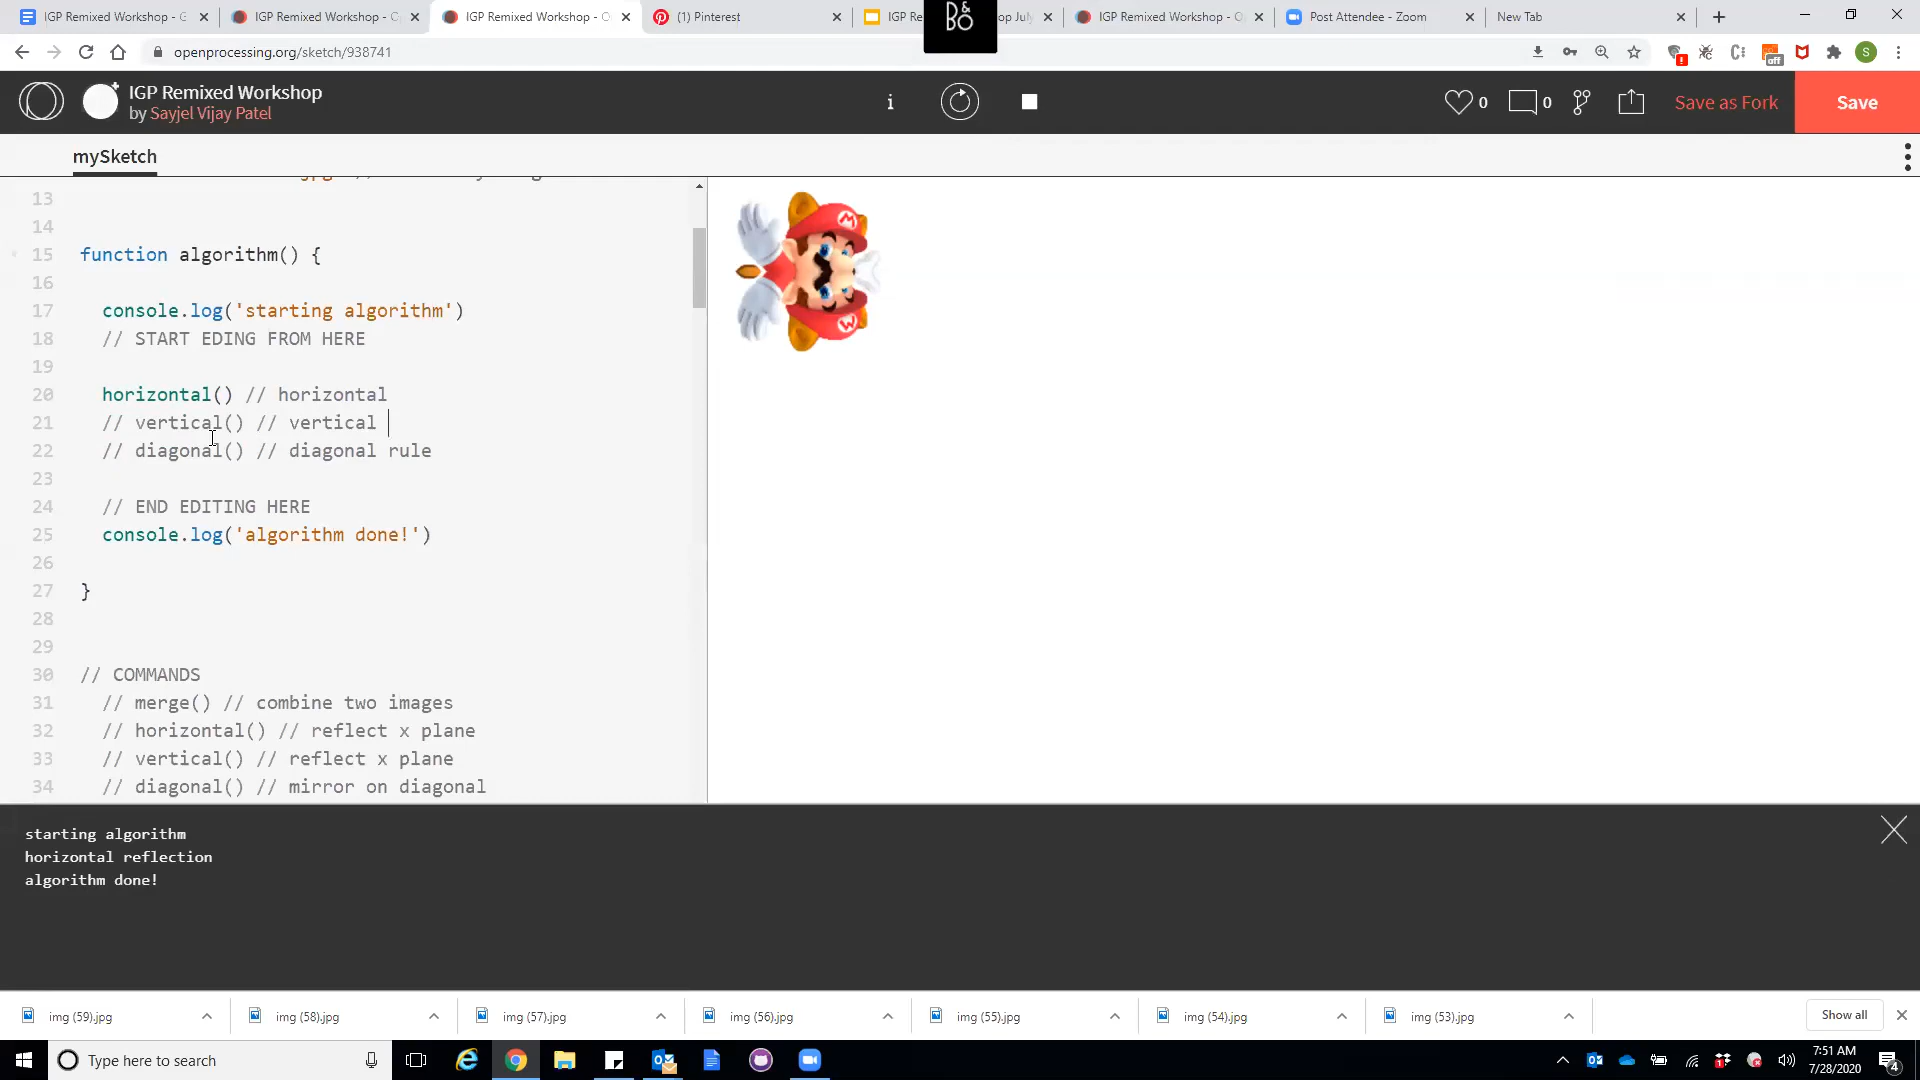 IGP Remixed Workshop - G
IGP Remixed Workshop - O
IGP Remixed Workshop - O
(1) Pinterest
IGP Re
op July
IGP Remixed Workshop - O
Post Attendee - Zoom
New Tab
B&O
openprocessing.org/sketch/938741
off
S
IGP Remixed Workshop
by Sayjel Vijay Patel
i
0
0
Save as Fork
Save
mySketch
13
14
15 function algorithm() {
16
17 console.log('starting algorithm')
18 // START EDING FROM HERE
19
20 horizontal() // horizontal
21 // vertical() // vertical
22 // diagonal() // diagonal rule
23
24 // END EDITING HERE
25 console.log('algorithm done!')
26
27 }
28
29
30 // COMMANDS
31 // merge() // combine two images
32 // horizontal() // reflect x plane
33 // vertical() // reflect x plane
34 // diagonal() // mirror on diagonal
M
starting algorithm
horizontal reflection
algorithm done!
img (59).jpg
img (58).jpg
img (57).jpg
img (56).jpg
img (55).jpg
img (54).jpg
img (53).jpg
Show all
Type here to search
7:51 AM
7/28/2020
4